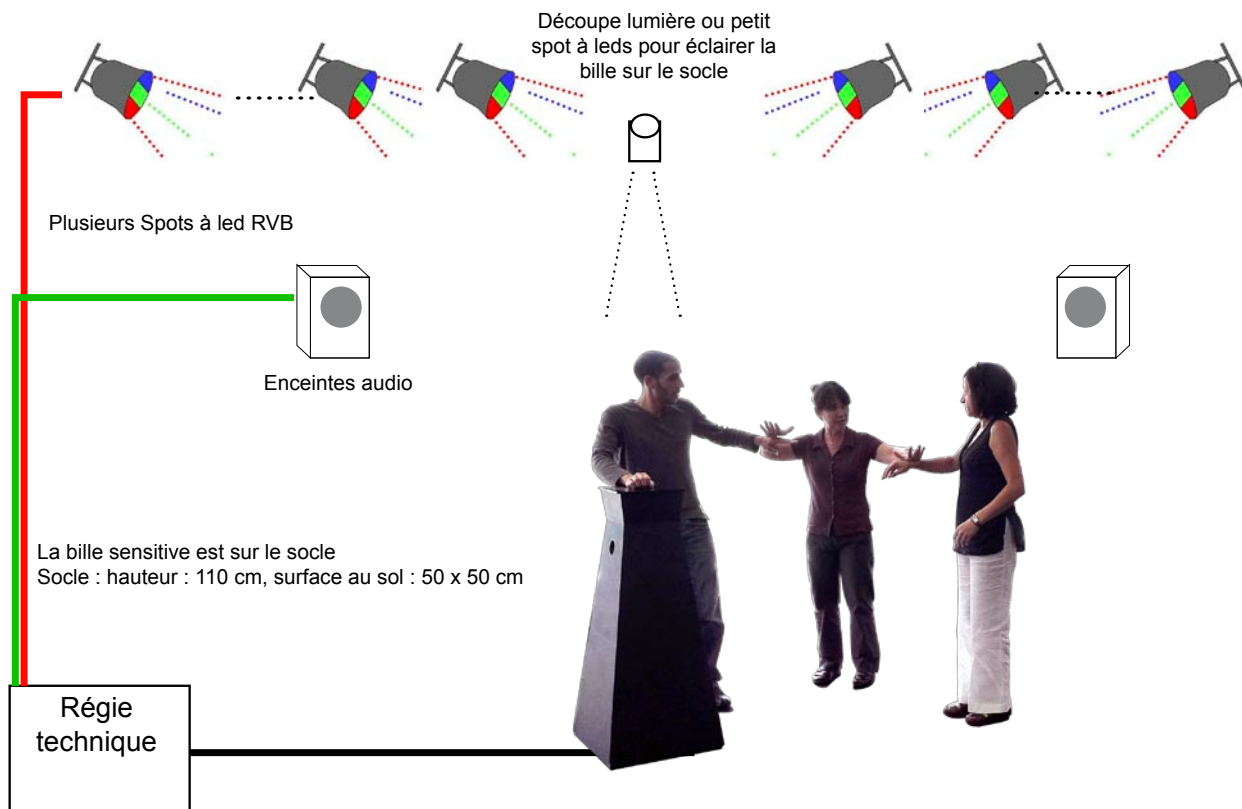 Découpe lumière ou petit
spot à leds pour éclairer la
bille sur le socle
Plusieurs Spots à led RVB
Enceintes audio
La bille sensitive est sur le socle
Socle : hauteur : 110 cm, surface au sol : 50 x 50 cm
Régie
technique